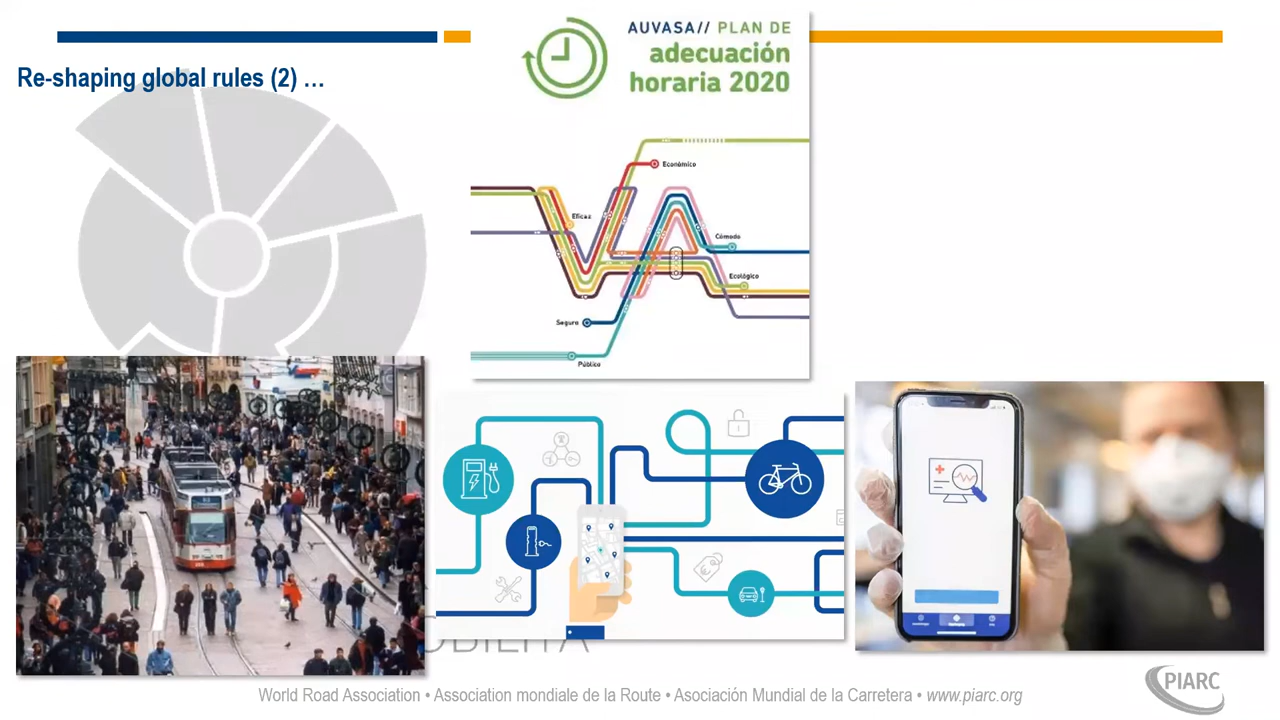 AUVASA// PLAN DE
adecuación
horaria 2020
Re-shaping global rules (2) …
Económico
Eficaz
Cómodo
Ecológico
Seguro
Público
World Road Association • Association mondiale de la Route • Asociación Mundial de la Carretera • www.piarc.org
PIARC